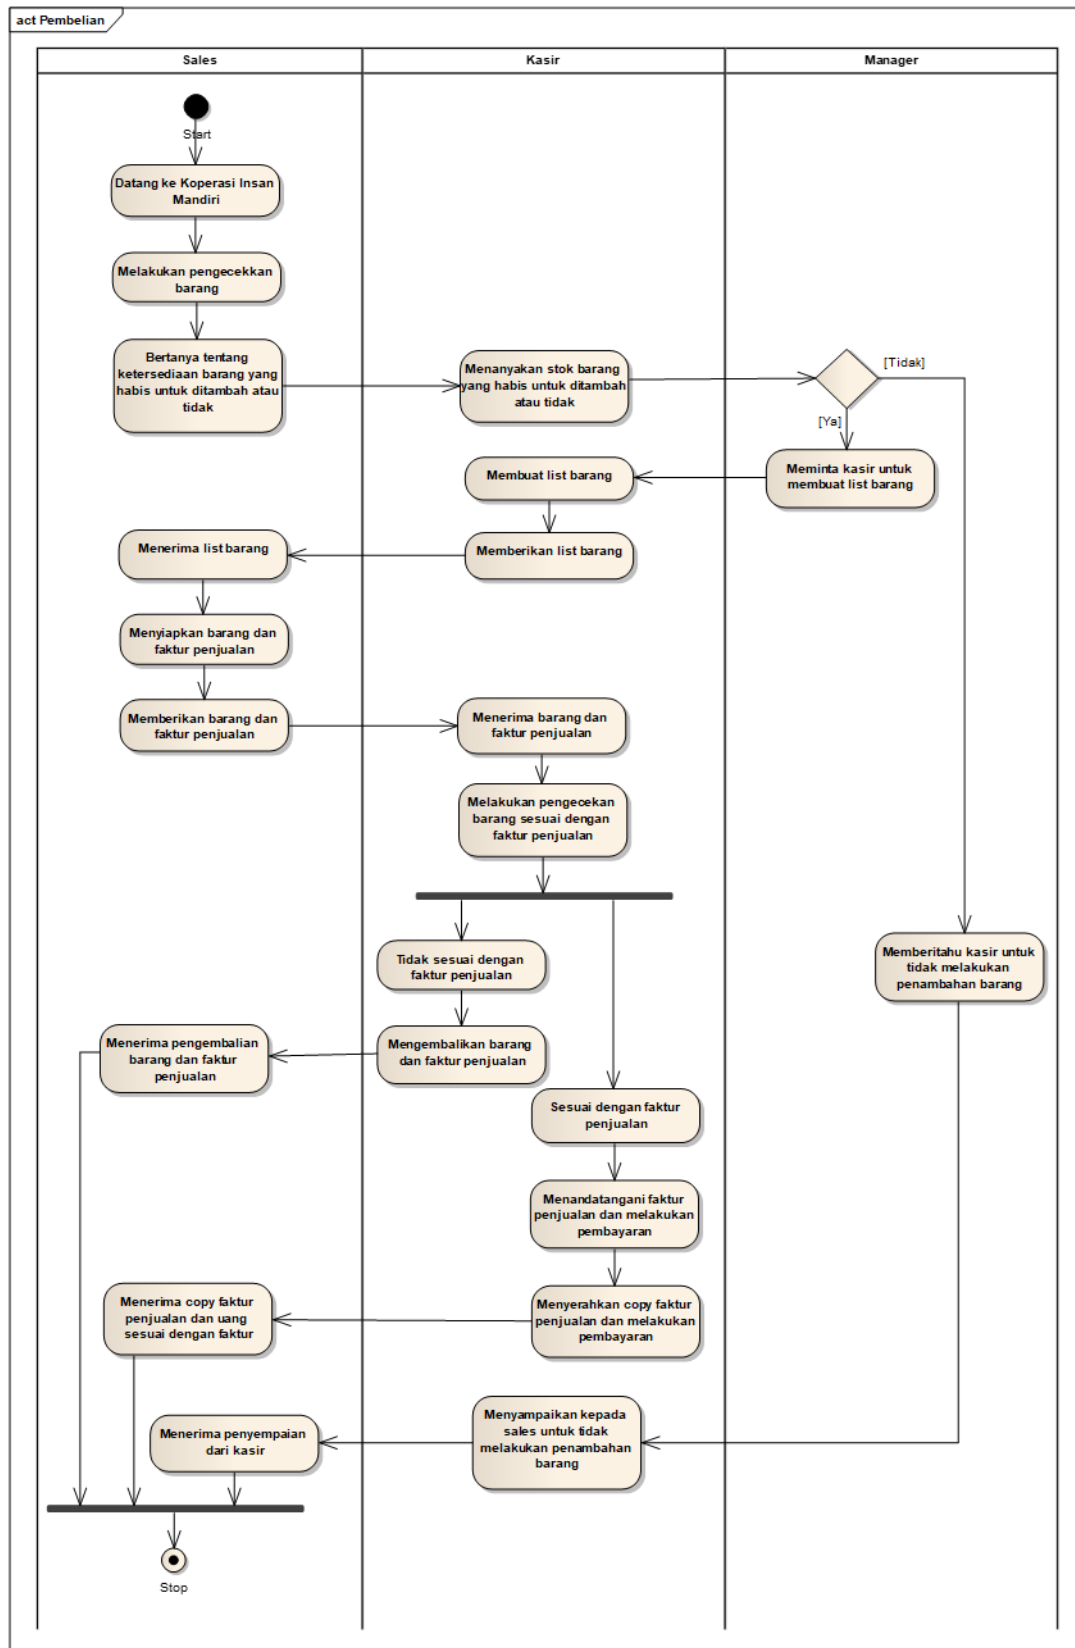 act Pembelian
Sales
Kasir
Manager
Start
Datang ke Koperasi Insan
Mandiri
Melakukan pengecekkan
barang
Bertanya tentang
ketersediaan barang yang
habis untuk ditambah atau
tidak
Menanyakan stok barang
yang habis untuk ditambah
atau tidak
[Tidak]
[Ya]
Meminta kasir untuk
membuat list barang
Membuat list barang
Memberikan list barang
Menerima list barang
Menyiapkan barang dan
faktur penjualan
Memberikan barang dan
faktur penjualan
Menerima barang dan
faktur penjualan
Melakukan pengecekan
barang sesuai dengan
faktur penjualan
Tidak sesuai dengan
faktur penjualan
Memberitahu kasir untuk
tidak melakukan
penambahan barang
Mengembalikan barang
dan faktur penjualan
Menerima pengembalian
barang dan faktur
penjualan
Sesuai dengan faktur
penjualan
Menandatangani faktur
penjualan dan melakukan
pembayaran
Menyerahkan copy faktur
penjualan dan melakukan
pembayaran
Menerima copy faktur
penjualan dan uang
sesuai dengan faktur
Menyampaikan kepada
sales untuk tidak
melakukan penambahan
barang
Menerima penyempaian
dari kasir
Stop